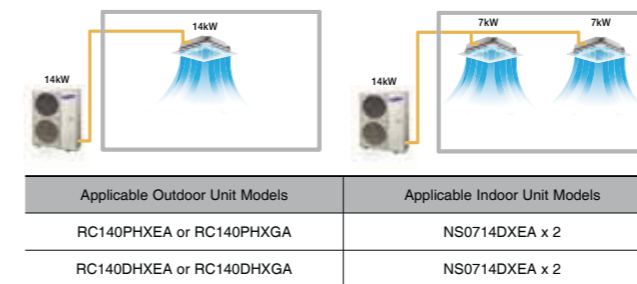 14kW
14kW
7kW
7kW
14kW
Applicable Outdoor Unit Models
Applicable Indoor Unit Models
RC140PHXEA or RC140PHXGA
NS0714DXEA x 2
RC140DHXEA or RC140DHXGA
NS0714DXEA x 2